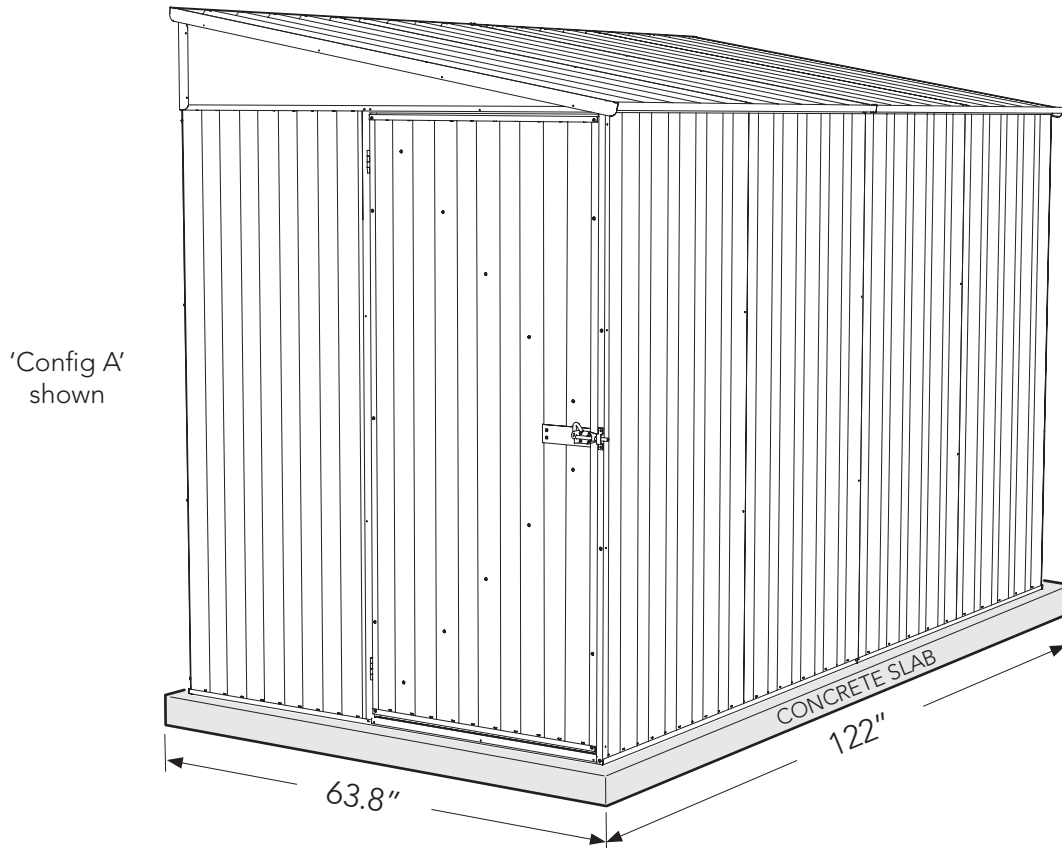 ‘Config A’
shown
CONCRETE SLAB
63.8”
122”